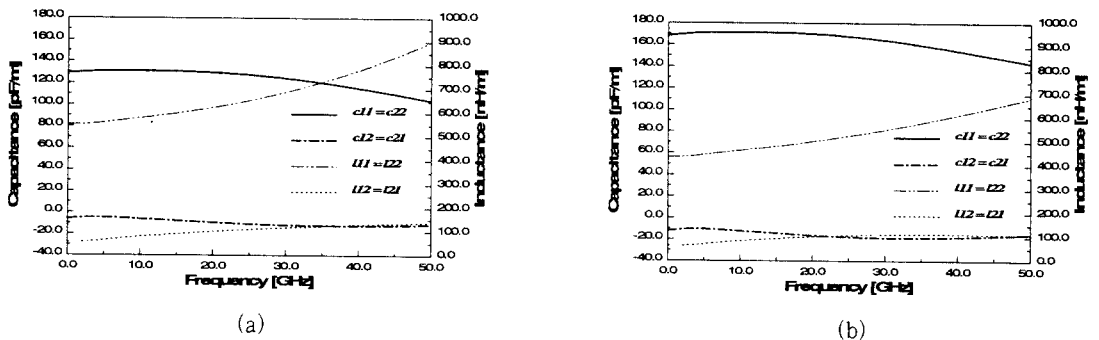 180.0
160.0
140.0
120.0
100.0
80.0
60.0
40.0
20.0
0.0
-20.0
-40.0
Capacitance [pF/m]
1000.0
900.0
800.0
700.0
600.0
500.0
400.0
300.0
200.0
100.0
0.0
Inductance [nH/m]
c11=c22
c12=c21
l11=l22
l12=l21
0.0 10.0 20.0 30.0 40.0 50.0
Frequency [GHz]
(a)
180.0
160.0
140.0
120.0
100.0
80.0
60.0
40.0
20.0
0.0
-20.0
-40.0
Capacitance [pF/m]
1000.0
900.0
800.0
700.0
600.0
500.0
400.0
300.0
200.0
100.0
0.0
Inductance [nH/m]
c11=c22
c12=c21
l11=l22
l12=l21
0.0 10.0 20.0 30.0 40.0 50.0
Frequency [GHz]
(b)